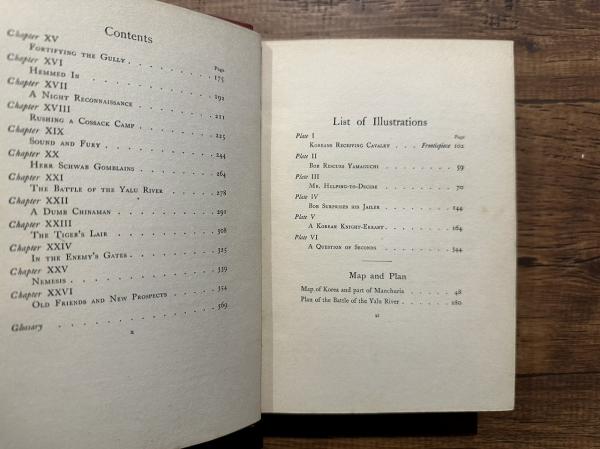 Contents
Chapter XV
Page
Fortifying the Gully . . . . . . . 175
Chapter XVI
Hemmed In . . . . . . . . 192
Chapter XVII
A Night Reconnaissance . . . . . . . 211
Chapter XVIII
Rushing a Cossack Camp . . . . . . . 225
Chapter XIX
Sound and Fury . . . . . . . 244
Chapter XX
Herr Schwab Gomblains . . . . . . . 264
Chapter XXI
The Battle of the Yalu River . . . . . . 278
Chapter XXII
A Dumb Chinaman . . . . . . . 291
Chapter XXIII
The Tiger's Lair . . . . . . . 308
Chapter XXIV
In the Enemy's Gates . . . . . . . 325
Chapter XXV
Nemesis . . . . . . . . 339
Chapter XXVI
Old Friends and New Prospects . . . . . . 354
Glossary . . . . . . . . 369
x
List of Illustrations
Plate I
Page
Koreans Receiving Cavalry . . . Frontispiece 102
Plate II
Bob Rescues Yamaguchi . . . . . . 59
Plate III
Mr. Helping-to-Decide . . . . . . 70
Plate IV
Bob Surprises his Jailer . . . . . . 144
Plate V
A Korean Knight-Errant . . . . . . 164
Plate VI
A Question of Seconds . . . . . . 344
Map and Plan
Map of Korea and part of Manchuria . . . . 48
Plan of the Battle of the Yalu River . . . . . 280
xi